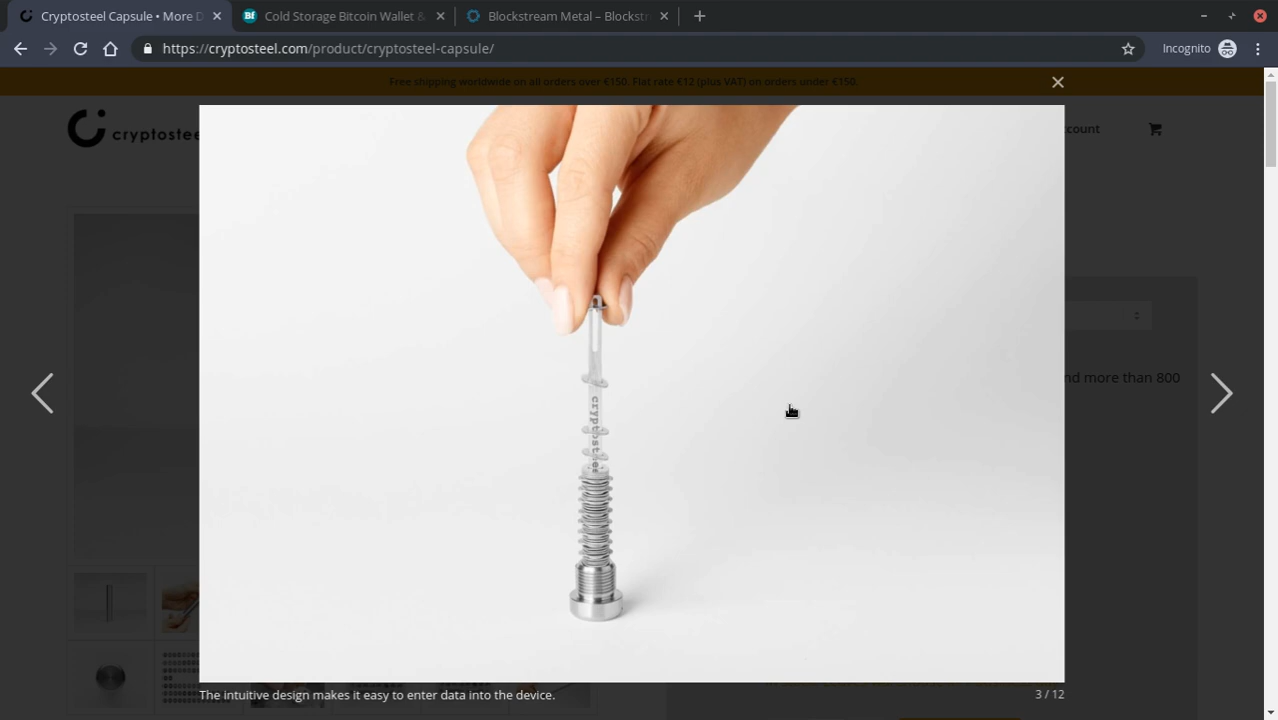 Cryptosteel Capsule • More D
Cold Storage Bitcoin Wallet &
Blockstream Metal – Blockstr
https://cryptosteel.com/product/cryptosteel-capsule/
Incognito
Free shipping worldwide on all orders over €150. Flat rate €12 (plus VAT) on orders under €150.
cryptostee
count
nd more than 800
cryptosteel
The intuitive design makes it easy to enter data into the device.
3 / 12